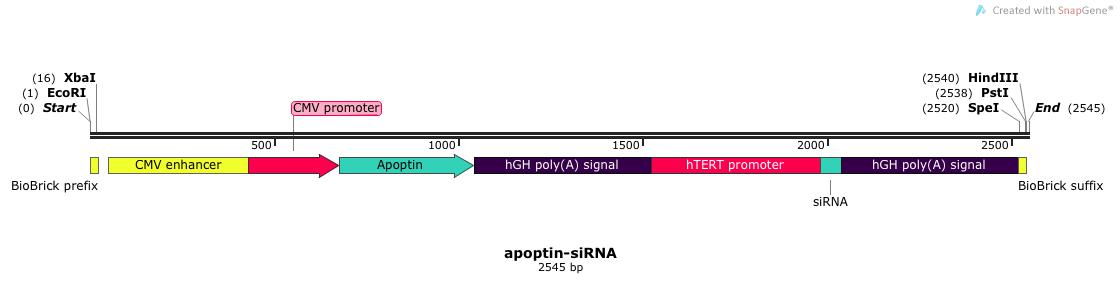 Created with SnapGene®
(16) XbaI
(1) EcoRI
(0) Start
CMV promoter
(2540) HindIII
(2538) PstI
(2520) SpeI
End (2545)
500 1000 1500 2000 2500
CMV enhancer Apoptin hGH poly(A) signal hTERT promoter hGH poly(A) signal
BioBrick prefix BioBrick suffix
siRNA
apoptin-siRNA
2545 bp